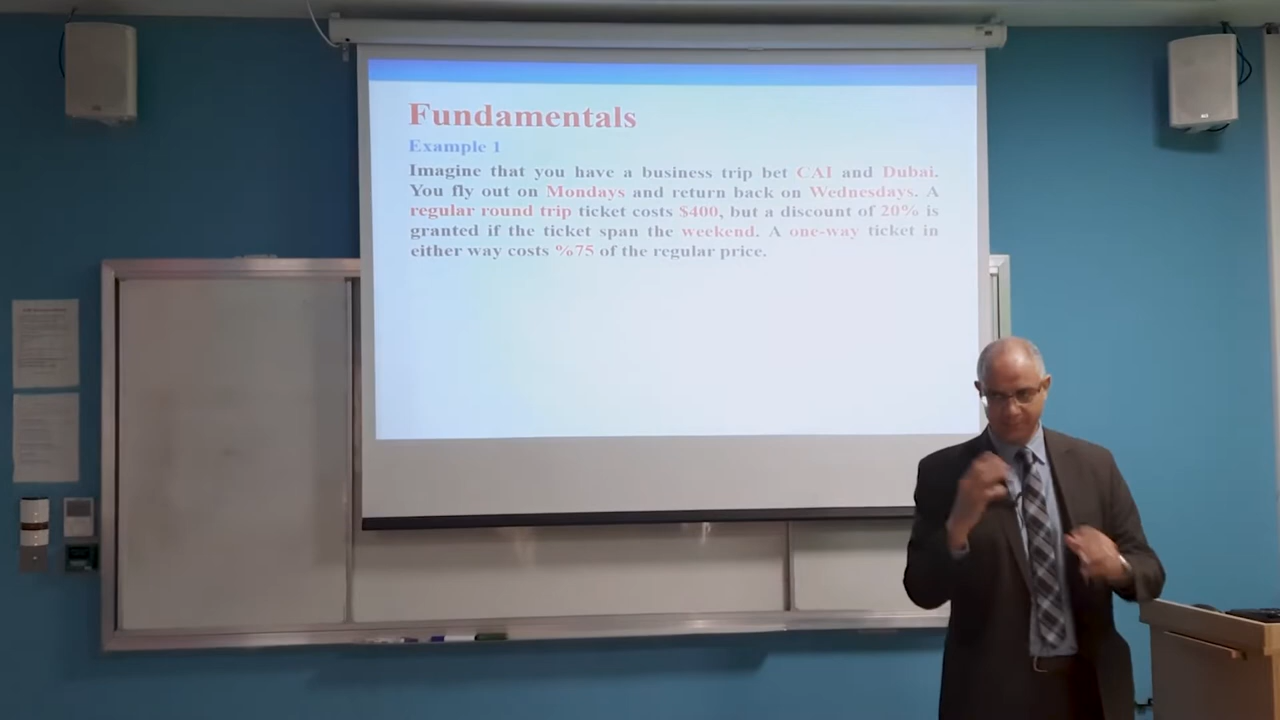 Fundamentals
Example 1
Imagine that you have a business trip bet CAI and Dubai.
You fly out on Mondays and return back on Wednesdays. A
regular round trip ticket costs $400, but a discount of 20% is
granted if the ticket span the weekend. A one-way ticket in
either way costs %75 of the regular price.